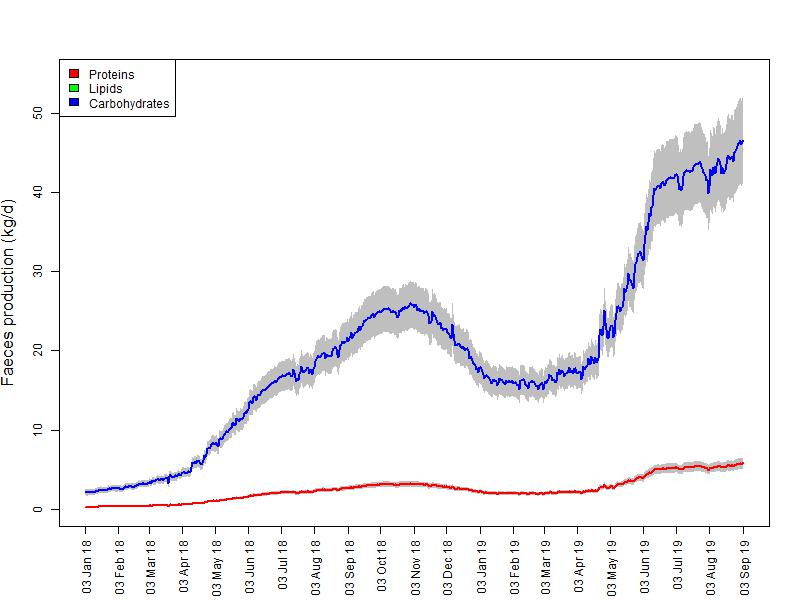 Proteins
Lipids
Carbohydrates
Faeces production (kg/d)
50
40
30
20
10
0
03 Jan 18
03 Feb 18
03 Mar 18
03 Apr 18
03 May 18
03 Jun 18
03 Jul 18
03 Aug 18
03 Sep 18
03 Oct 18
03 Nov 18
03 Dec 18
03 Jan 19
03 Feb 19
03 Mar 19
03 Apr 19
03 May 19
03 Jun 19
03 Jul 19
03 Aug 19
03 Sep 19